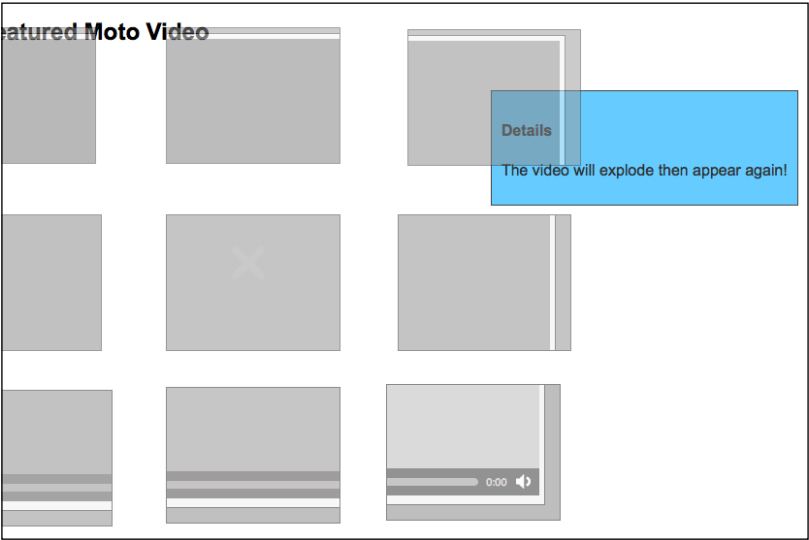 eatured Moto Video
Details
The video will explode then appear again!
0:00